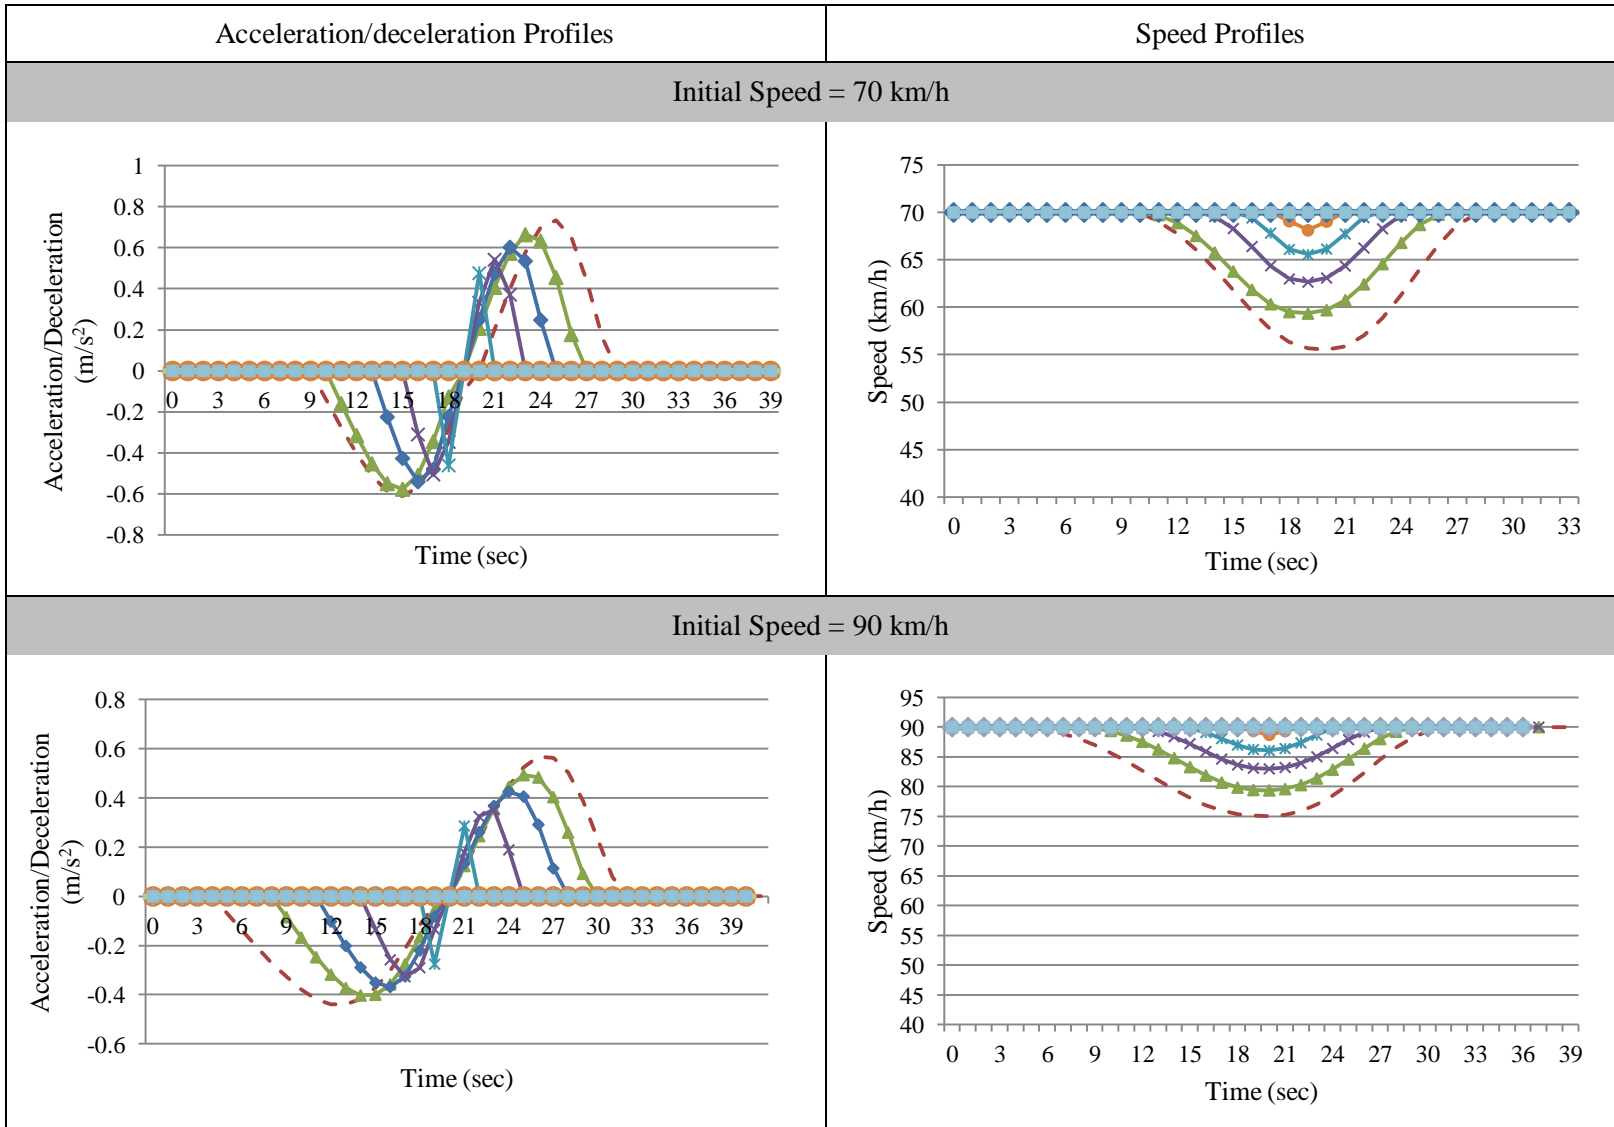 Acceleration/deceleration Profiles
Speed Profiles
Initial Speed = 70 km/h
Acceleration/Deceleration
(m/s²)
1
0.8
0.6
0.4
0.2
0
-0.2
-0.4
-0.6
-0.8
0 3 6 9 12 15 18 21 24 27 30 33 36 39
Time (sec)
Speed (km/h)
75
70
65
60
55
50
45
40
0 3 6 9 12 15 18 21 24 27 30 33
Time (sec)
Initial Speed = 90 km/h
Acceleration/Deceleration
(m/s²)
0.8
0.6
0.4
0.2
0
-0.2
-0.4
-0.6
0 3 6 9 12 15 18 21 24 27 30 33 36 39
Time (sec)
Speed (km/h)
95
90
85
80
75
70
65
60
55
50
45
40
0 3 6 9 12 15 18 21 24 27 30 33 36 39
Time (sec)